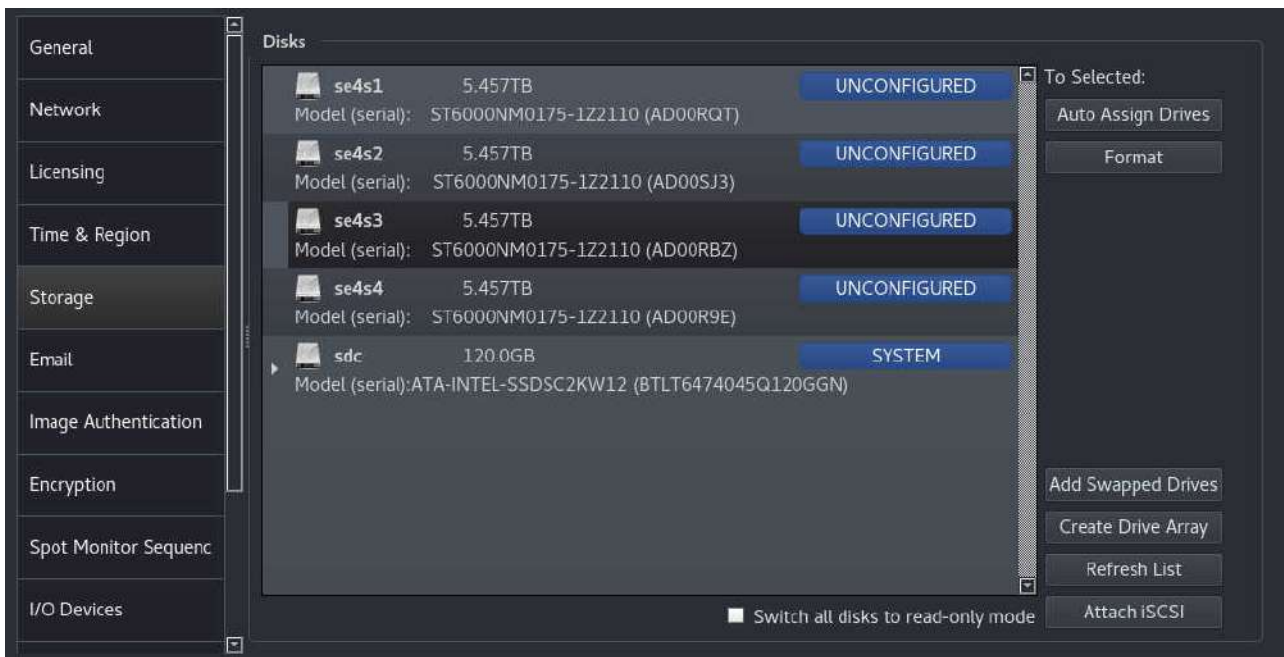 General
Network
Licensing
Time & Region
Storage
Email
Image Authentication
Encryption
Spot Monitor Sequenc
I/O Devices
Disks
se4s1 5.457TB UNCONFIGURED
Model (serial): ST6000NM0175-1Z2110 (AD00RQT)
se4s2 5.457TB UNCONFIGURED
Model (serial): ST6000NM0175-1Z2110 (AD00SJ3)
se4s3 5.457TB UNCONFIGURED
Model (serial): ST6000NM0175-1Z2110 (AD00RBZ)
se4s4 5.457TB UNCONFIGURED
Model (serial): ST6000NM0175-1Z2110 (AD00R9E)
sdc 120.0GB SYSTEM
Model (serial):ATA-INTEL-SSDSC2KW12 (BTLT6474045Q120GGN)
Switch all disks to read-only mode
To Selected:
Auto Assign Drives
Format
Add Swapped Drives
Create Drive Array
Refresh List
Attach iSCSI